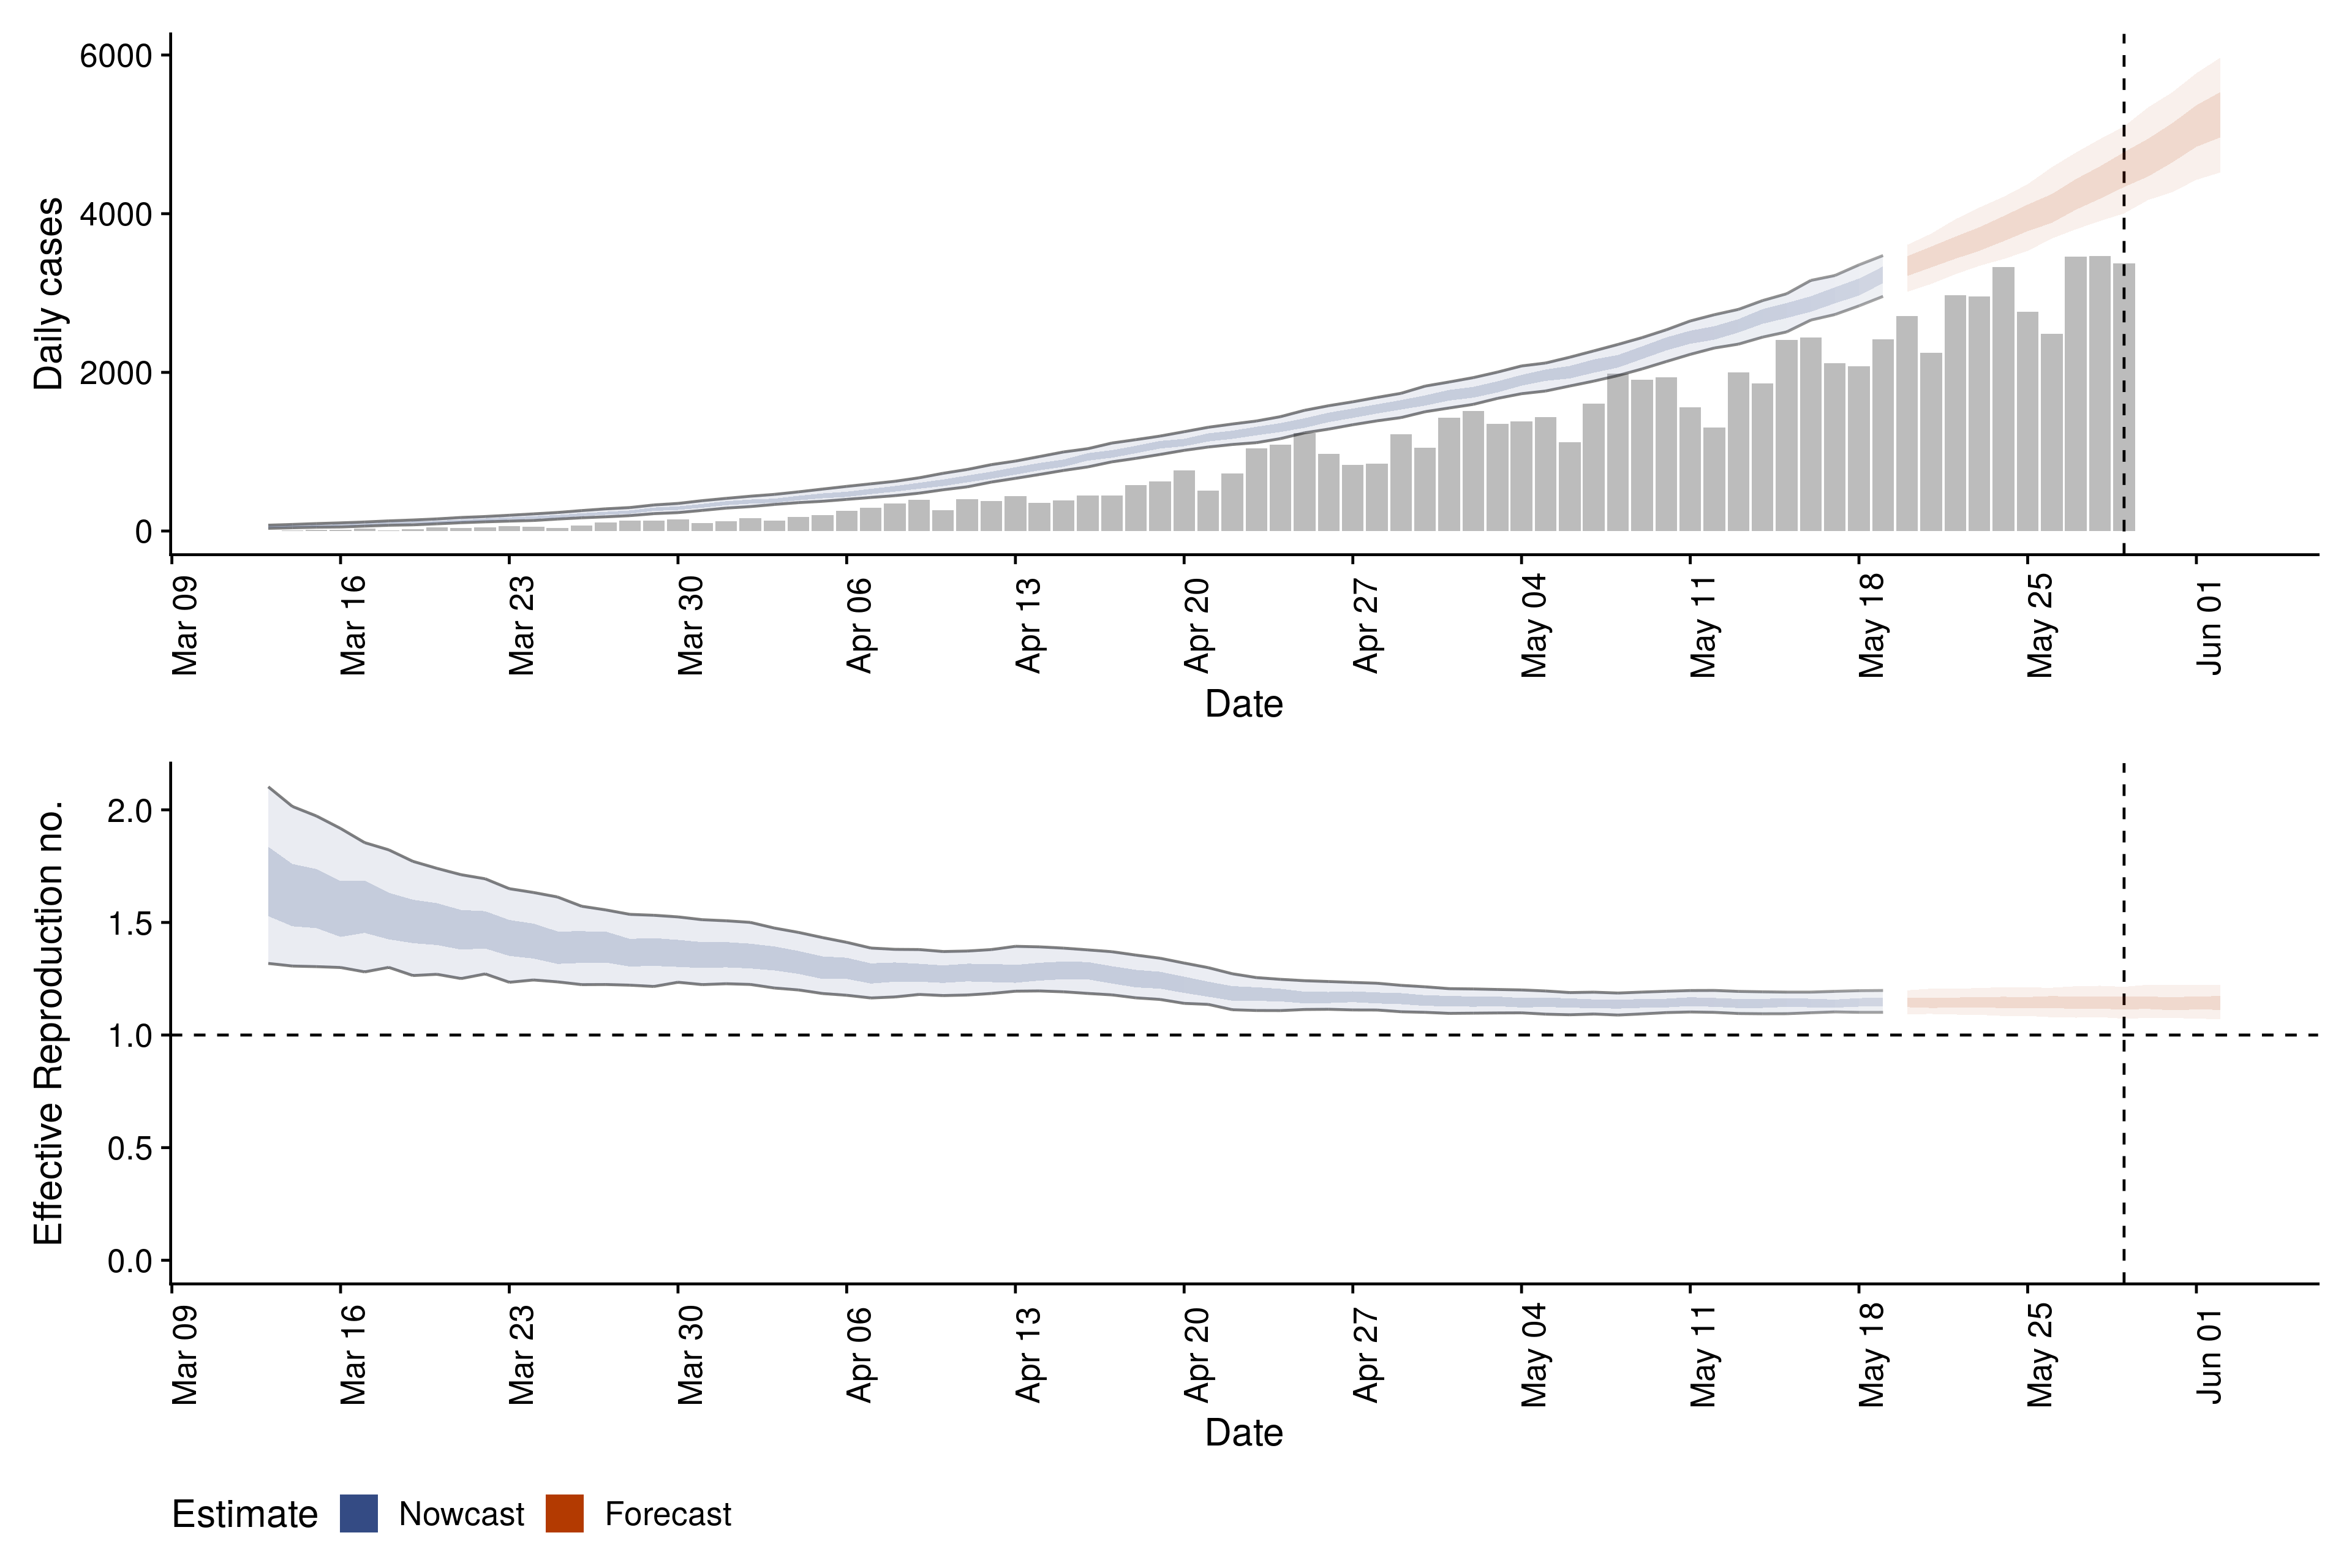 Daily cases
6000
4000
2000
0
Mar 09
Mar 16
Mar 23
Mar 30
Apr 06
Apr 13
Apr 20
Apr 27
May 04
May 11
May 18
May 25
Jun 01
Date
Effective Reproduction no.
2.0
1.5
1.0
0.5
0.0
Mar 09
Mar 16
Mar 23
Mar 30
Apr 06
Apr 13
Apr 20
Apr 27
May 04
May 11
May 18
May 25
Jun 01
Date
Estimate Nowcast Forecast